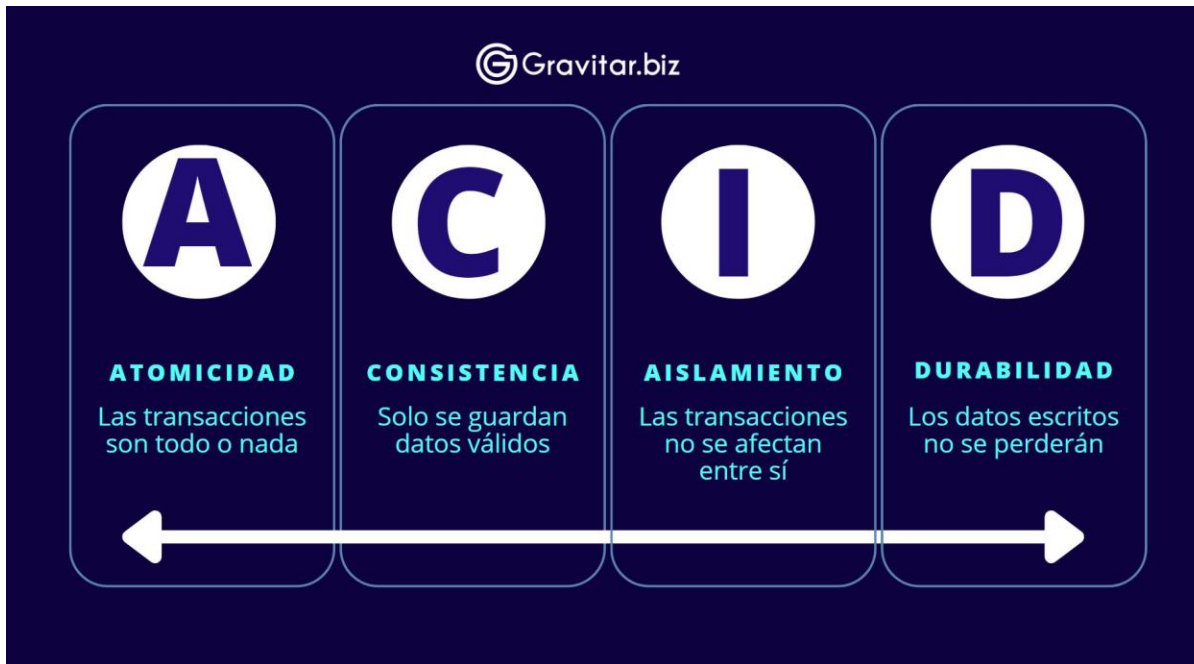 Gravitar.biz
A
C
I
D
ATOMICIDAD
Las transacciones
son todo o nada
CONSISTENCIA
Solo se guardan
datos válidos
AISLAMIENTO
Las transacciones
no se afectan
entre sí
DURABILIDAD
Los datos escritos
no se perderán